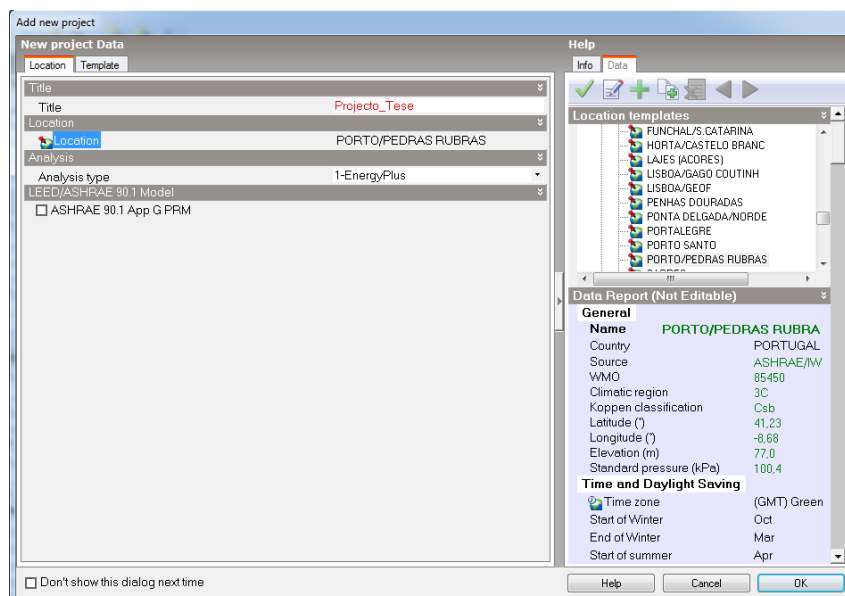 Add new project
New project Data
Location Template
Title
Title Projecto_Tese
Location
Location PORTO/PEDRAS RUBRAS
Analysis
Analysis type 1-EnergyPlus
LEED/ASHRAE 90.1 Model
ASHRAE 90.1 App G PRM
Help
Info Data
Location templates
FUNCHAL/S.CATARINA
HORTA/CASTELO BRANC
LAJES (ACORES)
LISBOA/GAGO COUTINH
LISBOA/GEOF
PENHAS DOURADAS
PONTA DELGADA/NORDE
PORTALEGRE
PORTO SANTO
PORTO/PEDRAS RUBRAS
Data Report (Not Editable)
General
Name PORTO/PEDRAS RUBRA
Country PORTUGAL
Source ASHRAE/IW
WMO 85450
Climatic region 3C
Koppen classification Csb
Latitude (°) 41,23
Longitude (°) -8,68
Elevation (m) 77,0
Standard pressure (kPa) 100,4
Time and Daylight Saving
Time zone (GMT) Green
Start of Winter Oct
End of Winter Mar
Start of summer Apr
Don't show this dialog next time
Help Cancel OK